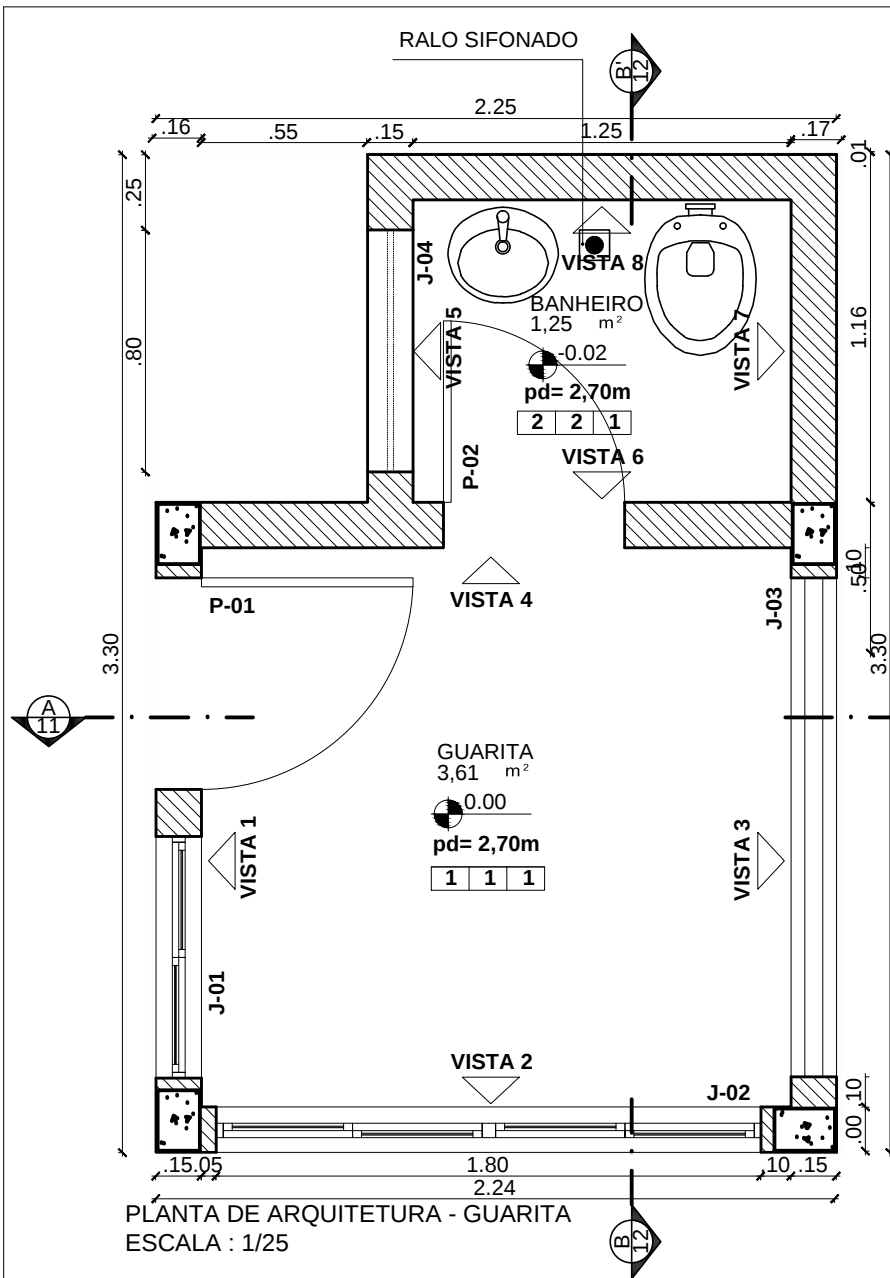 RALO SIFONADO
B'
12
2.25
.16
.55
.15
1.25
.17
.01
.25
J-04
VISTA 8
BANHEIRO
1,25 m²
VISTA 5
VISTA 7
1.16
.80
-0.02
pd= 2,70m
2 2 1
P-02
VISTA 6
.10
.50
VISTA 4
P-01
J-03
3.30
3.30
A
11
GUARITA
3,61 m²
0.00
pd= 2,70m
1 1 1
VISTA 1
VISTA 3
J-01
VISTA 2
J-02
.10
.00
.15
.05
1.80
.10
.15
2.24
PLANTA DE ARQUITETURA - GUARITA
ESCALA : 1/25
B
12